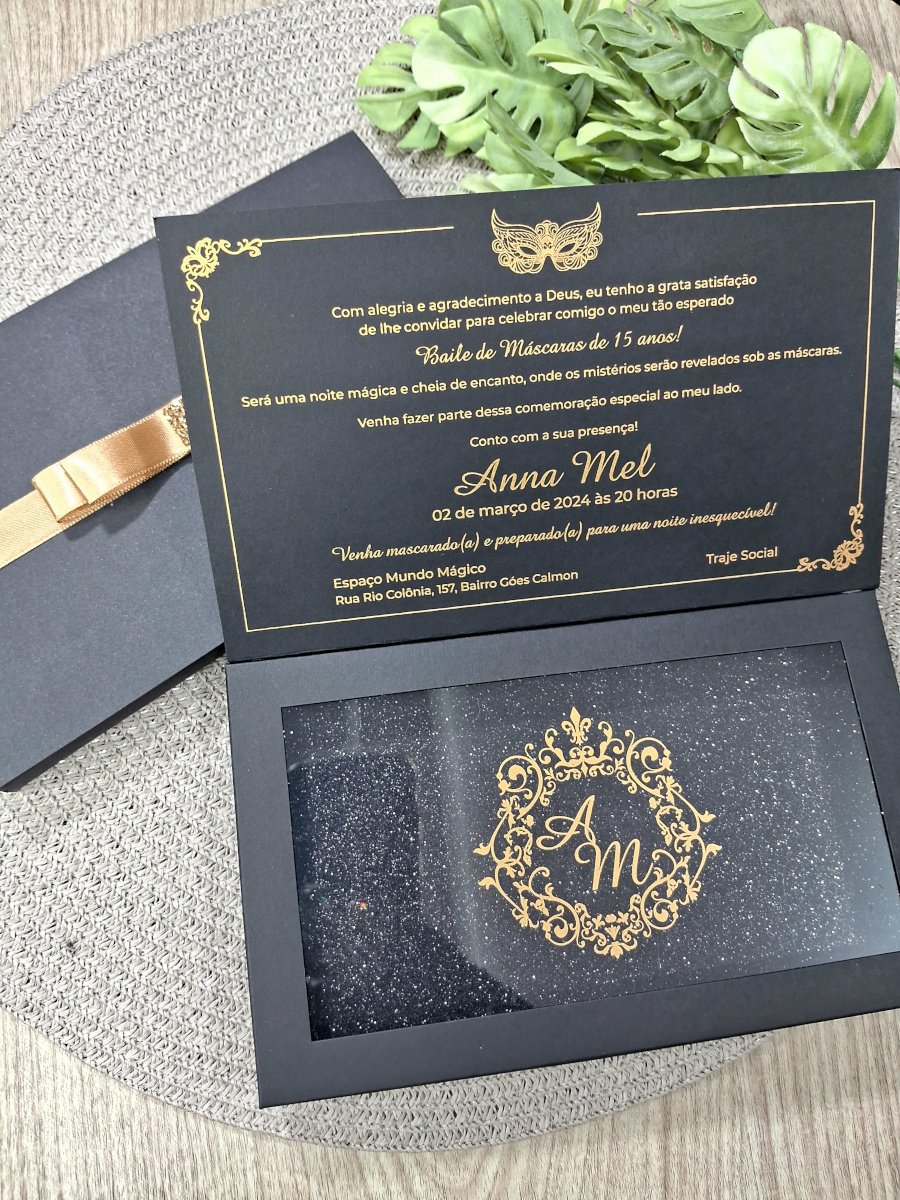 Com alegria e agradecimento a Deus, eu tenho a grata satisfação
de lhe convidar para celebrar comigo o meu tão esperado
Baile de Máscaras de 15 anos!
Será uma noite mágica e cheia de encanto, onde os mistérios serão revelados sob as máscaras.
Venha fazer parte dessa comemoração especial ao meu lado.
Conto com a sua presença!
Anna Mel
02 de março de 2024 às 20 horas
Venha mascarado(a) e preparado(a) para uma noite inesquecível!
Espaço Mundo Mágico
Rua Rio Colônia, 157, Bairro Góes Calmon
Traje Social
A
M